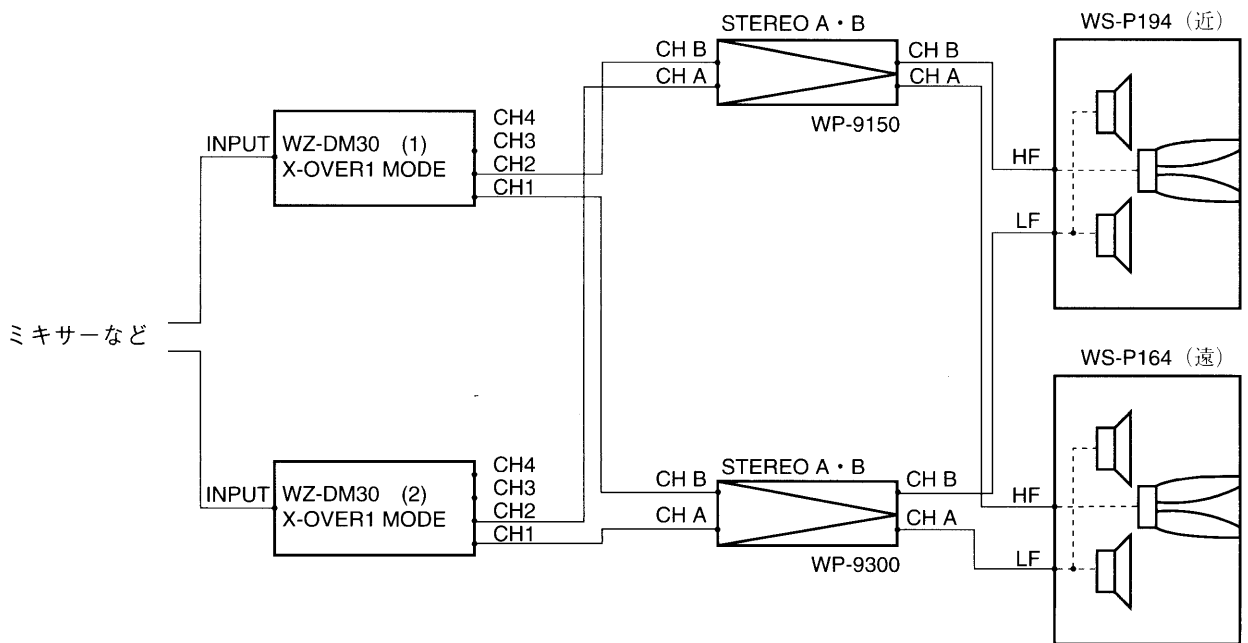 STEREO A・B
WS-P194（近）
CH B
CH A
CH B
CH A
WP-9150
INPUT
WZ-DM30 (1)
X-OVER1 MODE
CH4
CH3
CH2
CH1
HF
LF
ミキサーなど
WS-P164（遠）
INPUT
WZ-DM30 (2)
X-OVER1 MODE
CH4
CH3
CH2
CH1
STEREO A・B
CH B
CH A
CH B
CH A
WP-9300
HF
LF